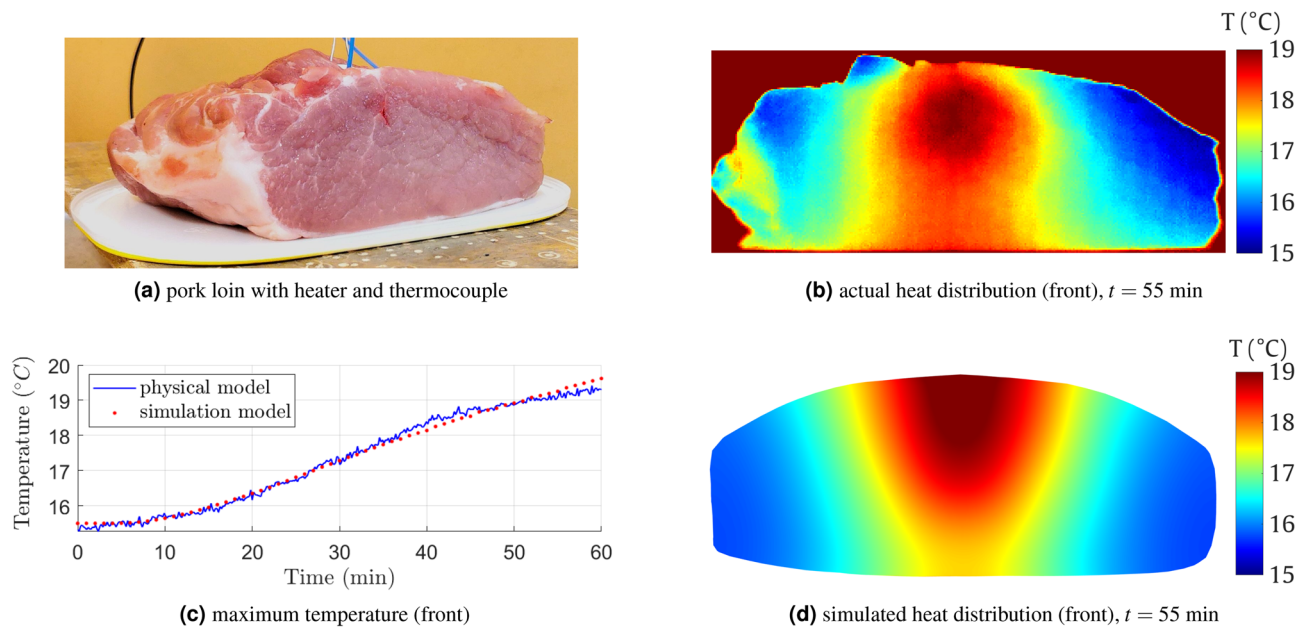 T (°C)
19
18
17
16
15
(a) pork loin with heater and thermocouple
(b) actual heat distribution (front), t = 55 min
Temperature (°C)
20
19
18
17
16
physical model
simulation model
0
10
20
30
40
50
60
Time (min)
(c) maximum temperature (front)
T (°C)
19
18
17
16
15
(d) simulated heat distribution (front), t = 55 min